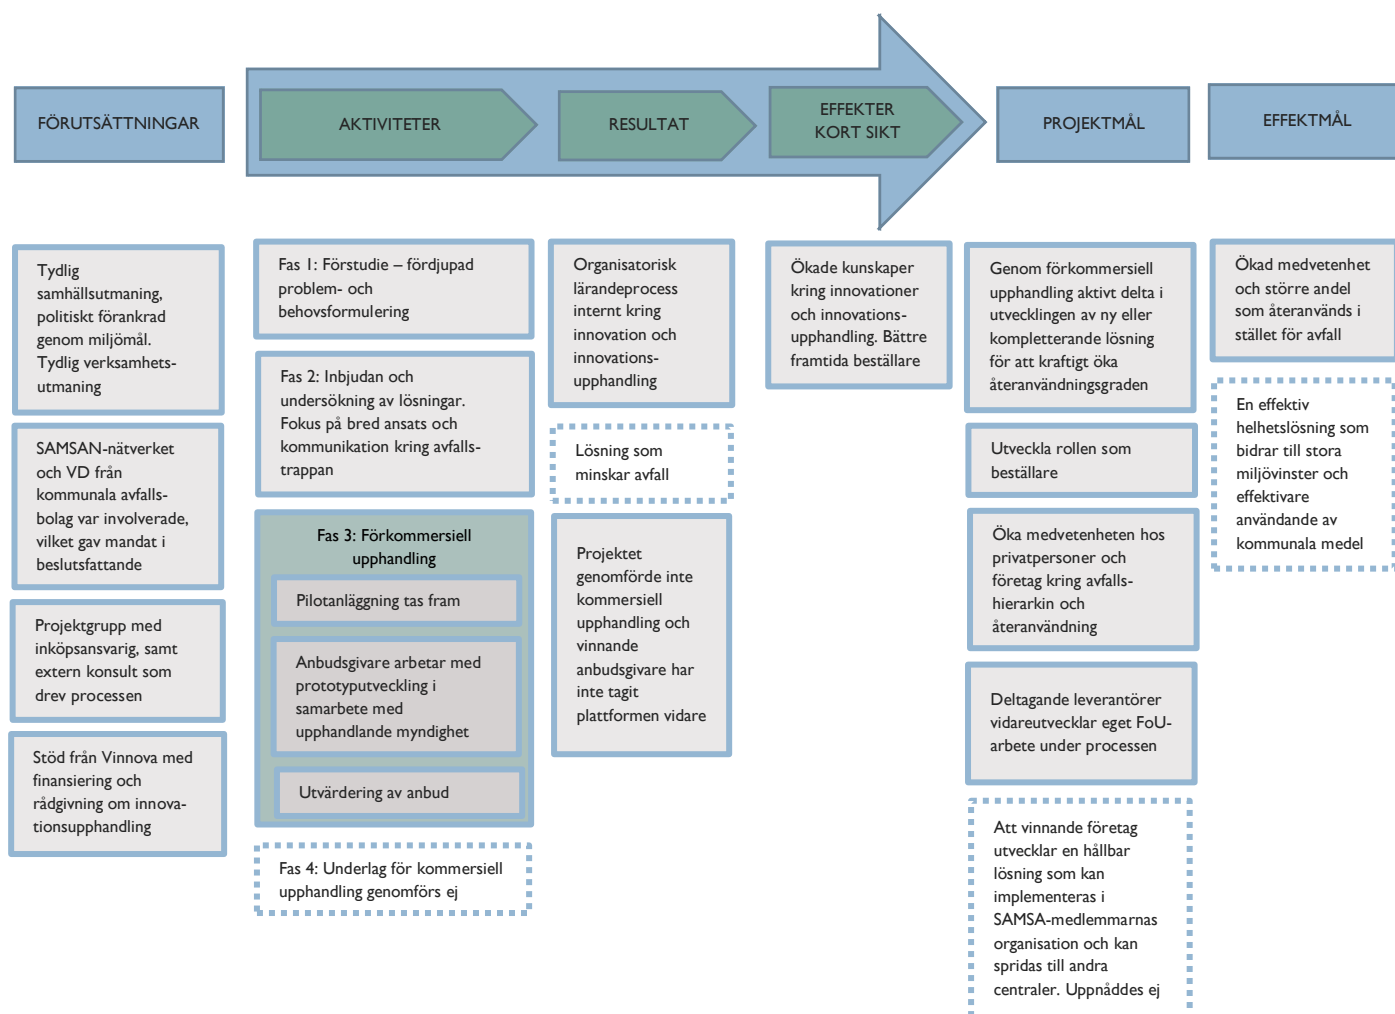 FÖRUTSÄTTNINGAR
AKTIVITETER
RESULTAT
EFFEKTER
KORT SIKT
PROJEKTMÅL
EFFEKTMÅL
Tydlig
samhällsutmaning,
politiskt förankrad
genom miljömål.
Tydlig verksamhets-
utmaning
SAMSAN-nätverket
och VD från
kommunala avfalls-
bolag var involverade,
vilket gav mandat i
beslutsfattande
Projektgrupp med
inköpsansvarig, samt
extern konsult som
drev processen
Stöd från Vinnova med
finansiering och
rådgivning om innova-
tionsupphandling
Fas 1: Förstudie – fördjupad
problem- och
behovsformulering
Fas 2: Inbjudan och
undersökning av lösningar.
Fokus på bred ansats och
kommunikation kring avfalls-
trappan
Fas 3: Förkommersiell
upphandling
Pilotanläggning tas fram
Anbudsgivare arbetar med
prototyputveckling i
samarbete med
upphandlande myndighet
Utvärdering av anbud
Fas 4: Underlag för kommersiell
upphandling genomförs ej
Organisatorisk
lärandeprocess
internt kring
innovation och
innovations-
upphandling
Lösning som
minskar avfall
Projektet
genomförde inte
kommersiell
upphandling och
vinnande
anbudsgivare har
inte tagit
plattformen vidare
Ökade kunskaper
kring innovationer
och innovations-
upphandling. Bättre
framtida beställare
Genom förkommersiell
upphandling aktivt delta i
utvecklingen av ny eller
kompletterande lösning
för att kraftigt öka
återanvändningsgraden
Utveckla rollen som
beställare
Öka medvetenheten hos
privatpersoner och
företag kring avfalls-
hierarkin och
återanvändning
Deltagande leverantörer
vidareutvecklar eget FoU-
arbete under processen
Att vinnande företag
utvecklar en hållbar
lösning som kan
implementeras i
SAMSA-medlemmarnas
organisation och kan
spridas till andra
centraler. Uppnåddes ej
Ökad medvetenhet
och större andel
som återanvänds i
stället för avfall
En effektiv
helhetslösning som
bidrar till stora
miljövinster och
effektivare
användande av
kommunala medel